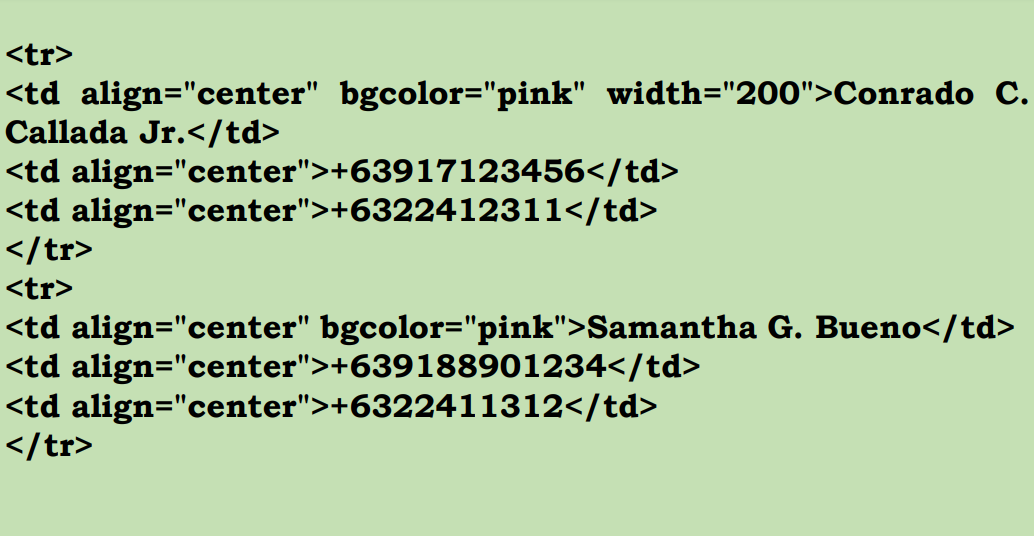 <tr>
<td align="center" bgcolor="pink" width="200">Conrado C.
Callada Jr.</td>
<td align="center">+63917123456</td>
<td align="center">+6322412311</td>
</tr>
<tr>
<td align="center" bgcolor="pink">Samantha G. Bueno</td>
<td align="center">+639188901234</td>
<td align="center">+6322411312</td>
</tr>